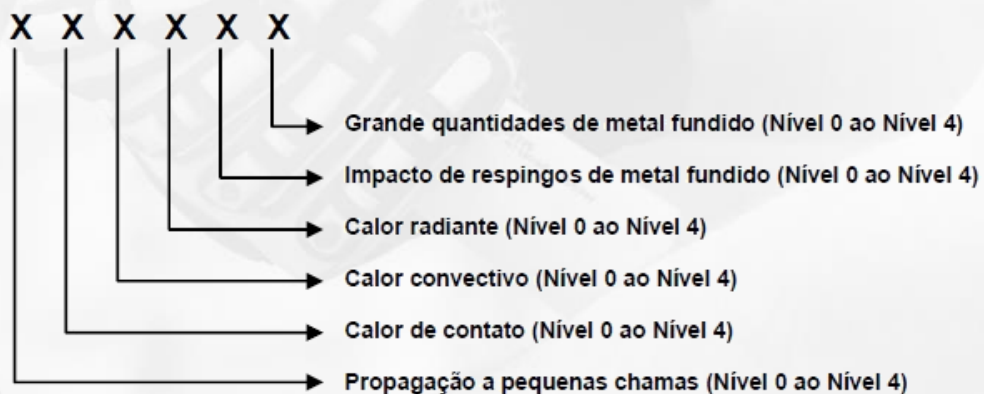 X X X X X X
Grande quantidades de metal fundido (Nível 0 ao Nível 4)
Impacto de respingos de metal fundido (Nível 0 ao Nível 4)
Calor radiante (Nível 0 ao Nível 4)
Calor convectivo (Nível 0 ao Nível 4)
Calor de contato (Nível 0 ao Nível 4)
Propagação a pequenas chamas (Nível 0 ao Nível 4)